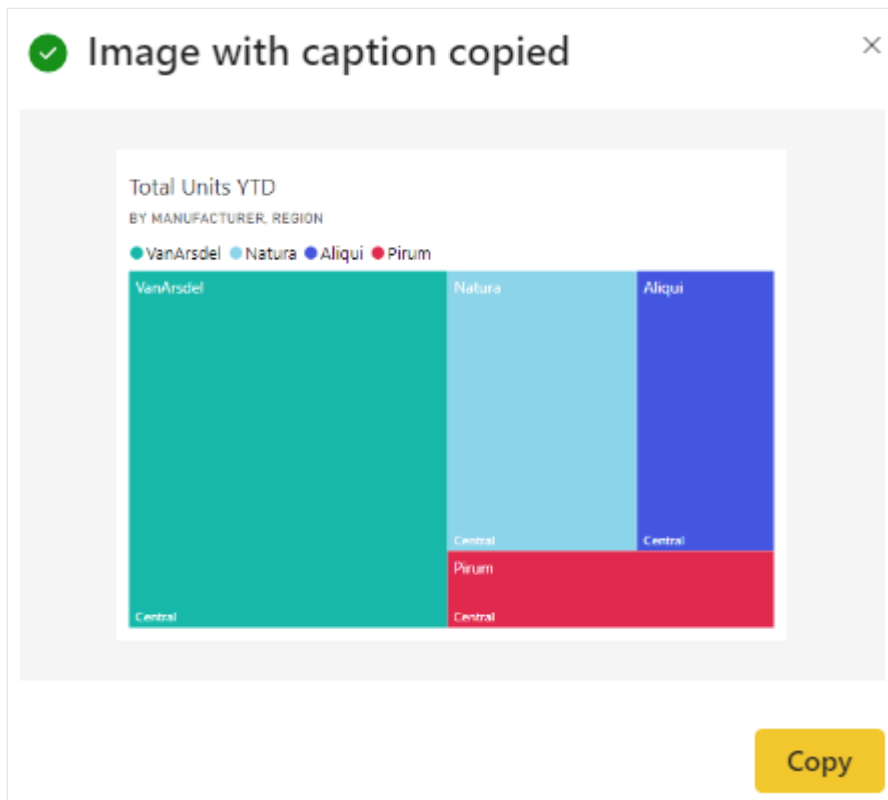 Image with caption copied
Total Units YTD
BY MANUFACTURER, REGION
VanArsdel Natura Aliqui Pirum
VanArsdel Natura Aliqui
Central Central
Pirum
Central Central
Copy